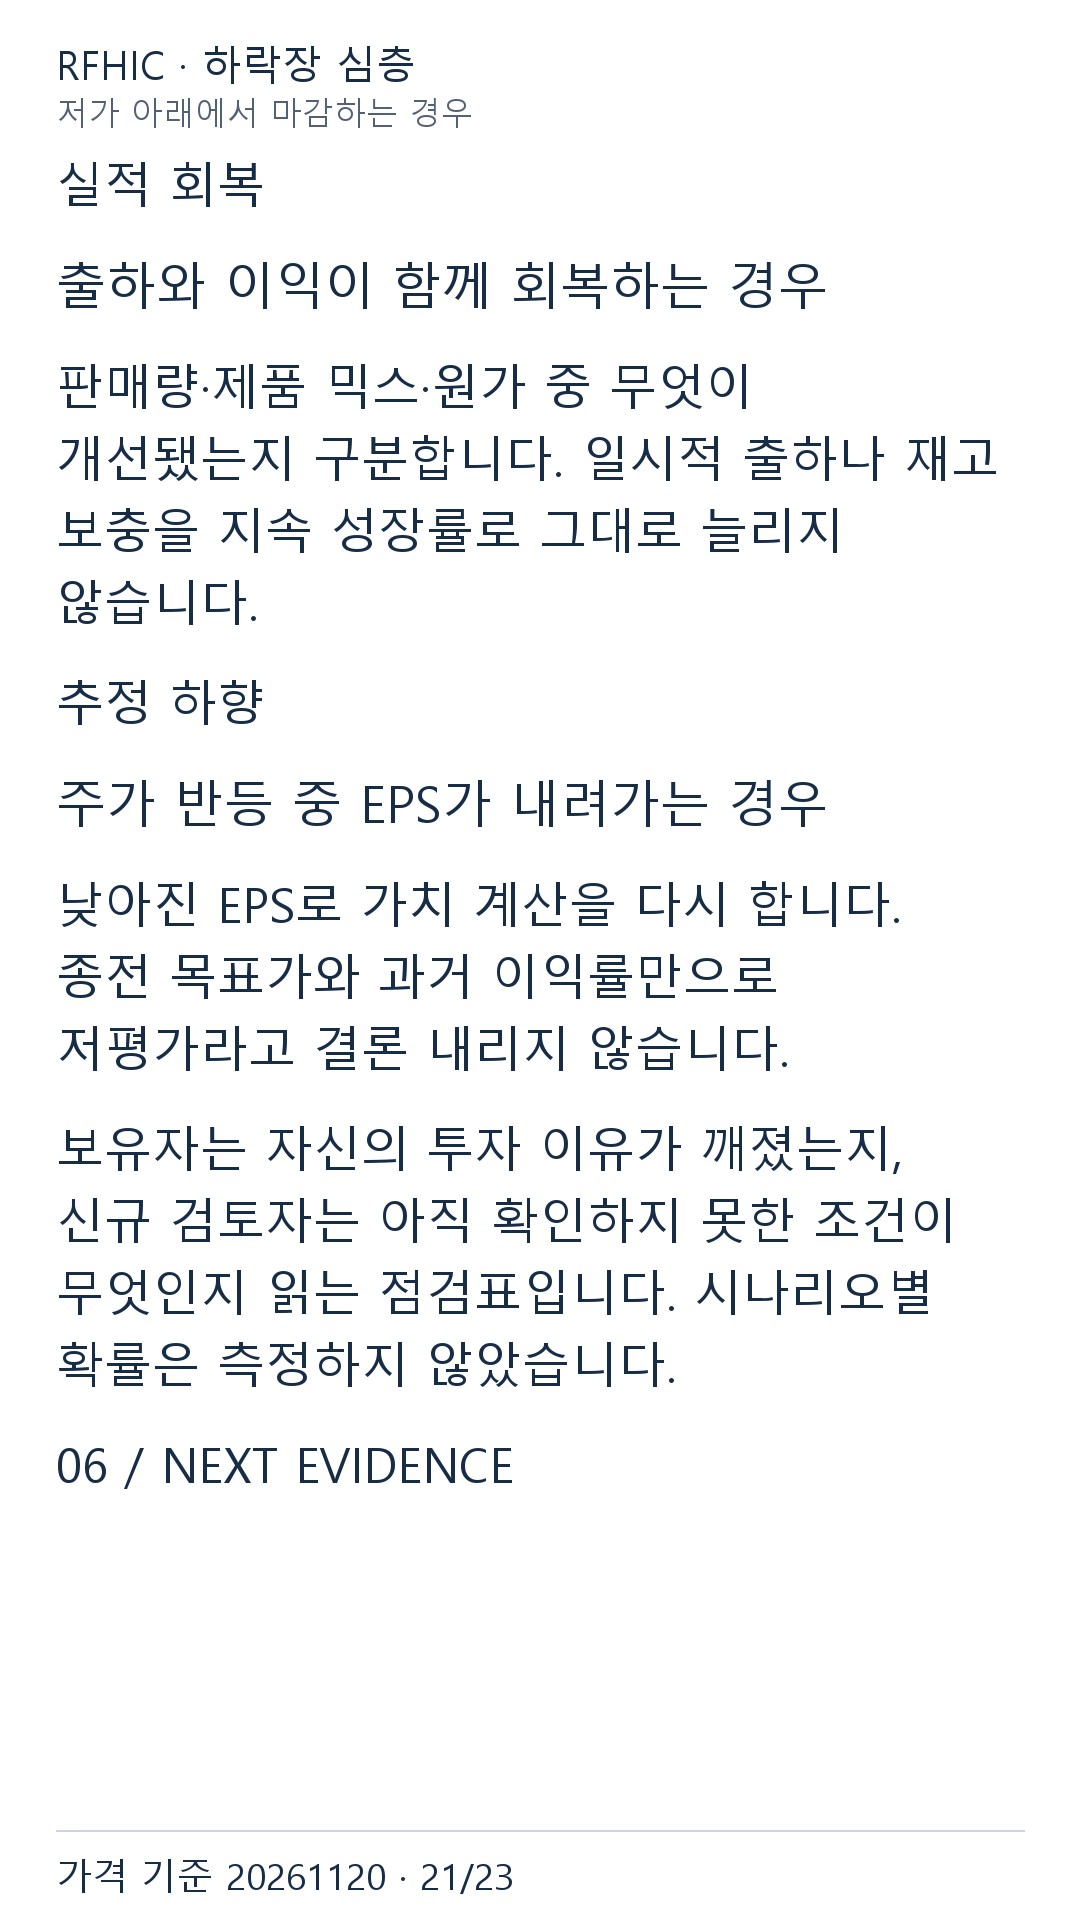 RFHIC · 하락장 심층
저가 아래에서 마감하는 경우
실적 회복
출하와 이익이 함께 회복하는 경우
판매량·제품 믹스·원가 중 무엇이
개선됐는지 구분합니다. 일시적 출하나 재고
보충을 지속 성장률로 그대로 늘리지
않습니다.
추정 하향
주가 반등 중 EPS가 내려가는 경우
낮아진 EPS로 가치 계산을 다시 합니다.
종전 목표가와 과거 이익률만으로
저평가라고 결론 내리지 않습니다.
보유자는 자신의 투자 이유가 깨졌는지,
신규 검토자는 아직 확인하지 못한 조건이
무엇인지 읽는 점검표입니다. 시나리오별
확률은 측정하지 않았습니다.
06 / NEXT EVIDENCE
가격 기준 20261120 · 21/23